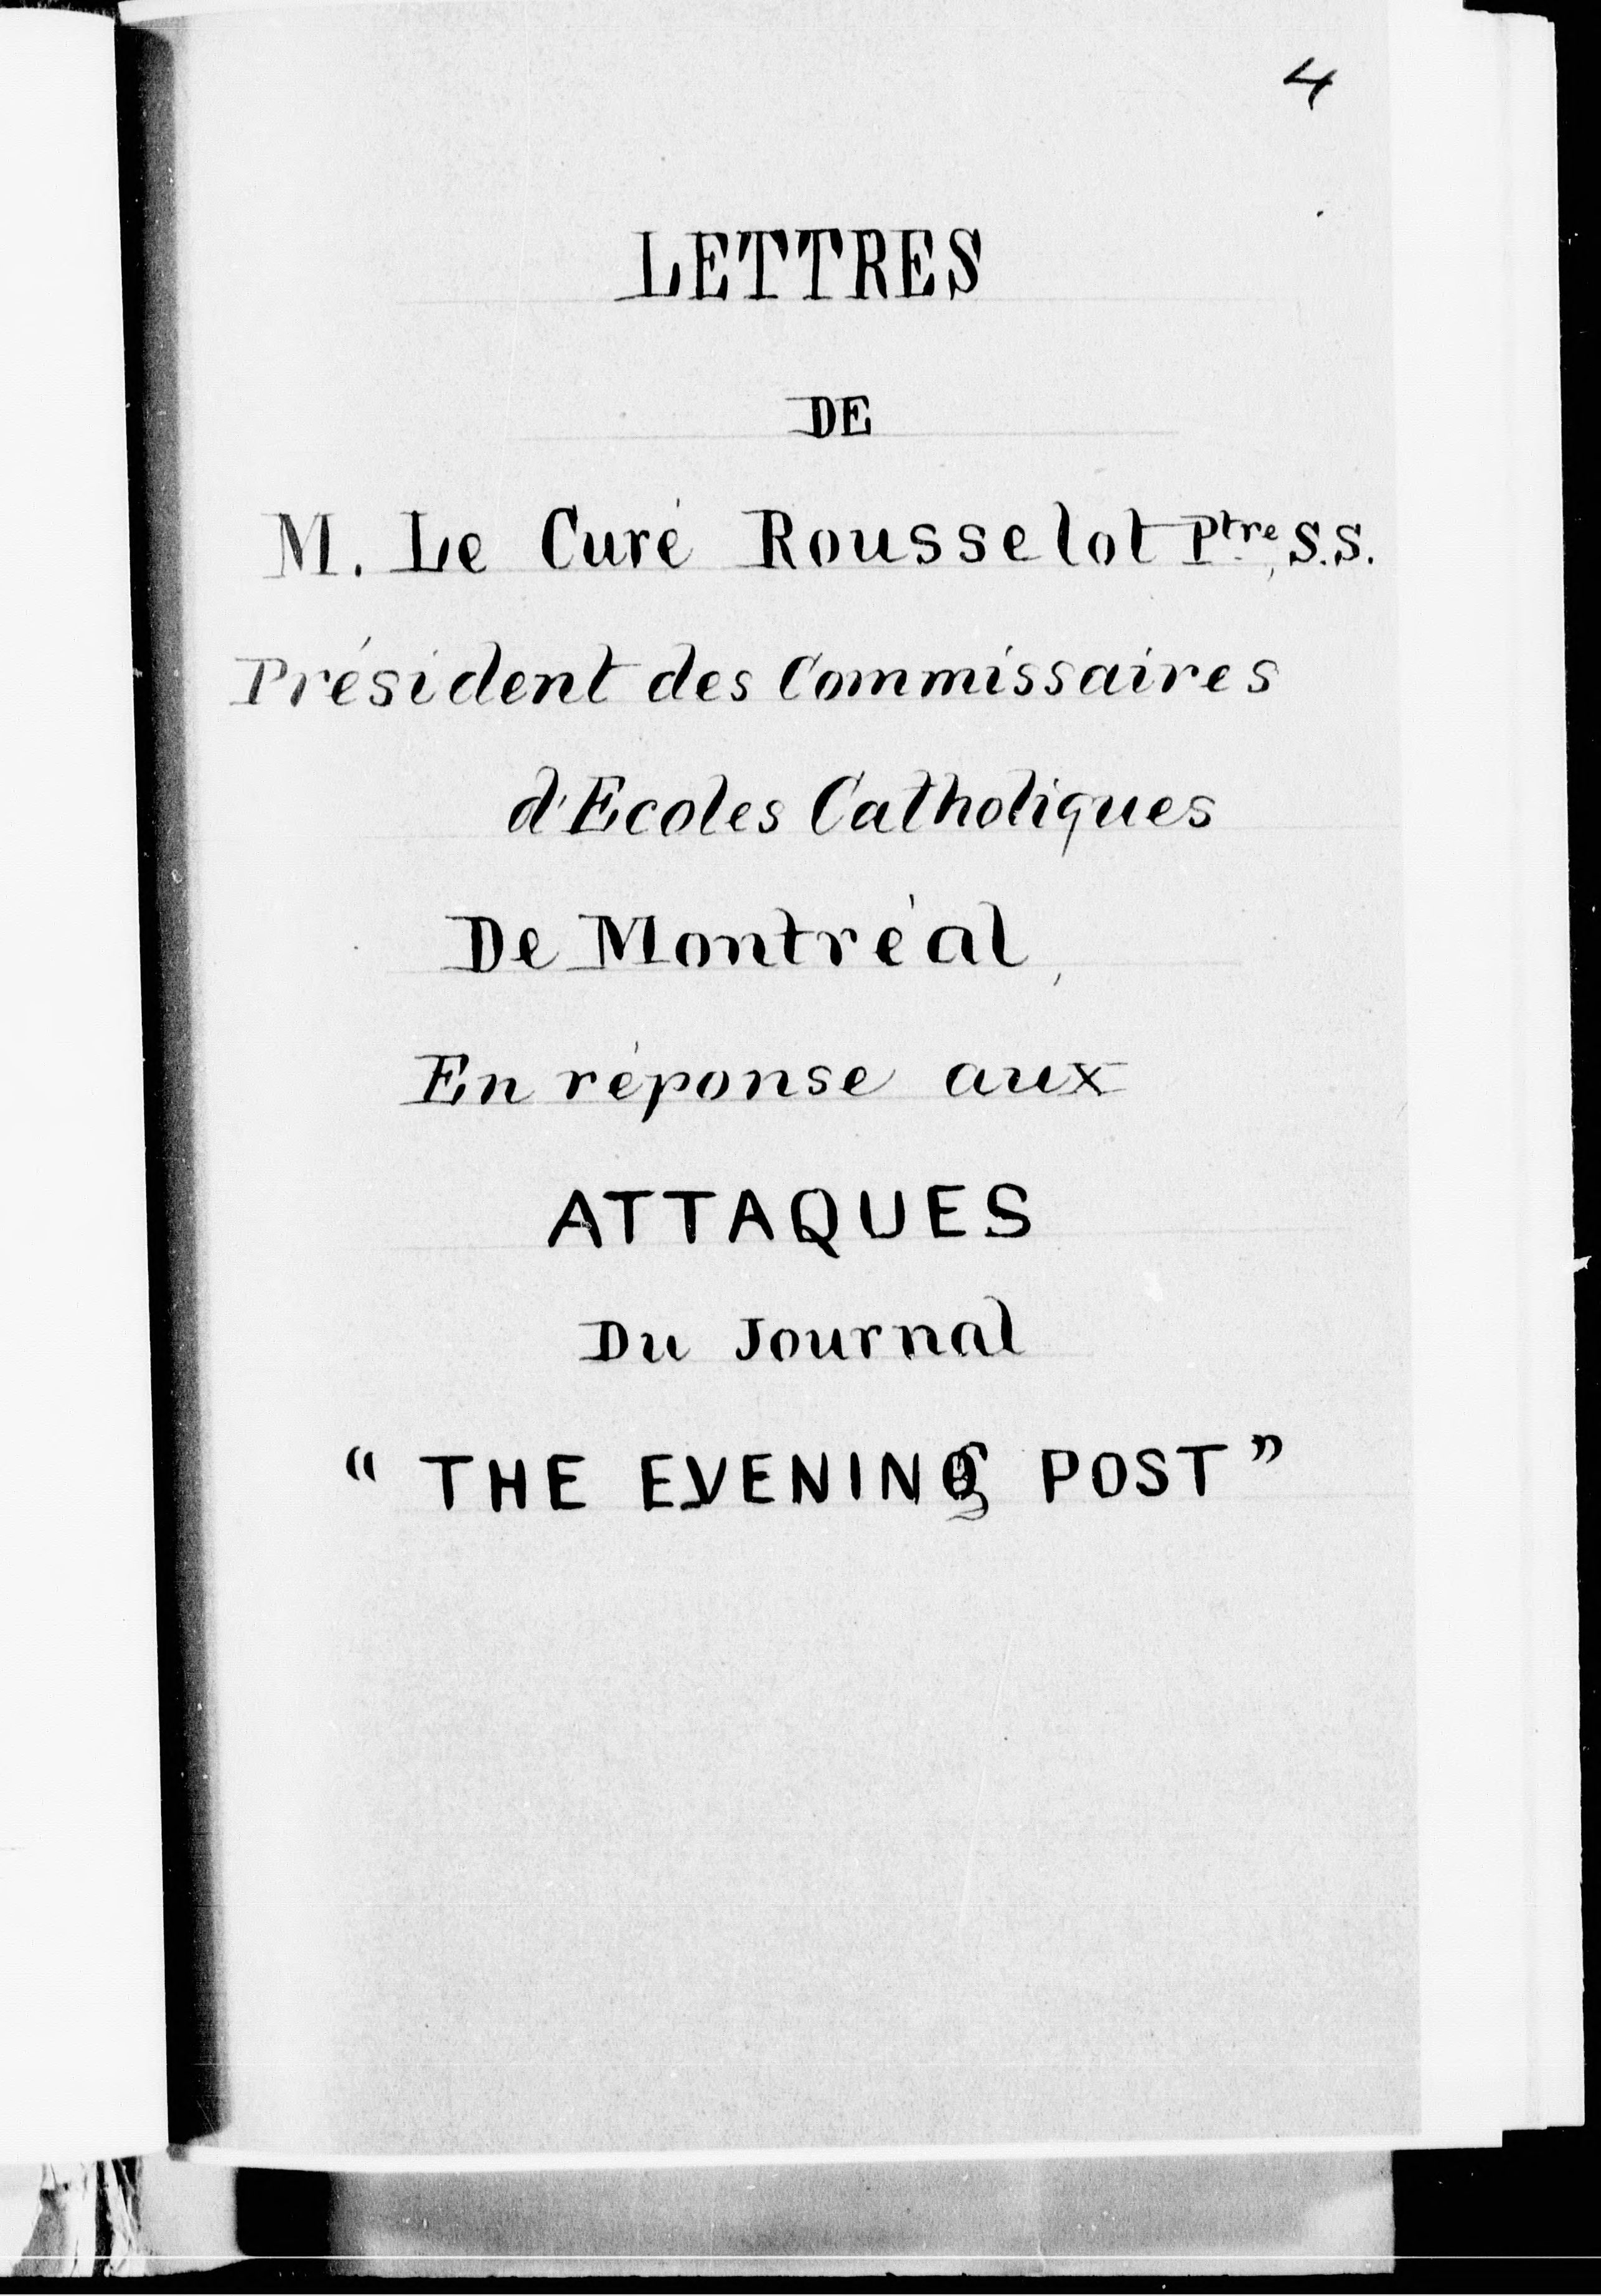 4
LETTRES
DE
M. Le Curé Rousselot Ptre, S.S.
Président des Commissaires
d'Ecoles Catholiques
De Montréal,
En réponse aux
ATTAQUES
Du Journal
“ THE EVENING POST ”